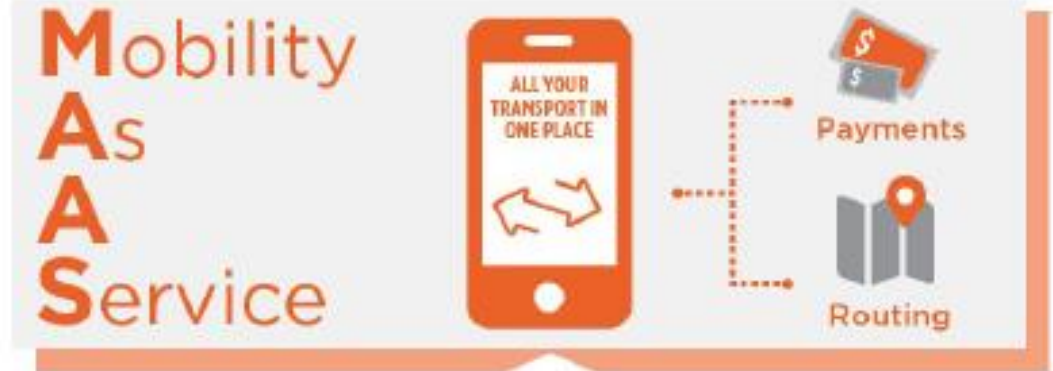 Mobility
As
A
Service
ALL YOUR
TRANSPORT IN
ONE PLACE
$
$
Payments
Routing